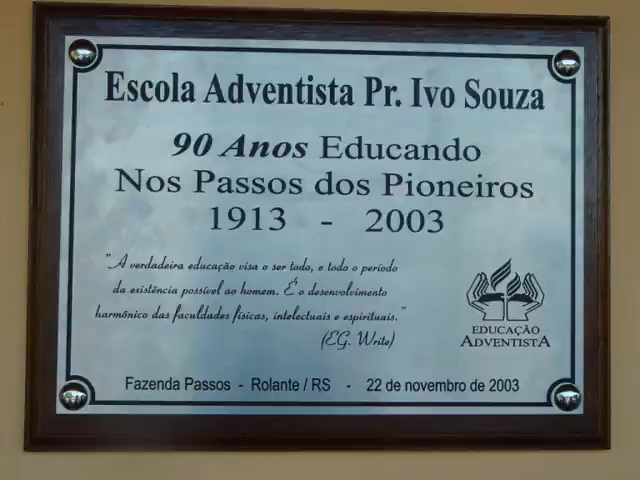 Escola Adventista Pr. Ivo Souza
90 Anos Educando
Nos Passos dos Pioneiros
1913 - 2003
"A verdadeira educação visa o ser todo, e todo o período
da existência possível ao homem. É o desenvolvimento
harmônico das faculdades físicas, intelectuais e espirituais."
(EG. Write)
EDUCAÇÃO
ADVENTISTA
Fazenda Passos - Rolante / RS - 22 de novembro de 2003